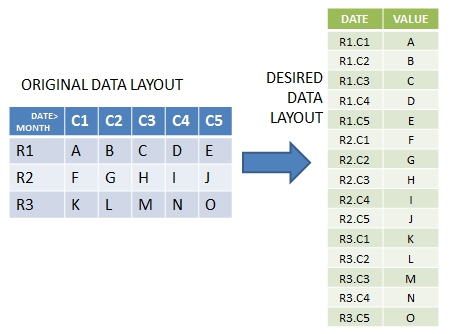 ORIGINAL DATA LAYOUT
DATE>
MONTH C1 C2 C3 C4 C5
R1 A B C D E
R2 F G H I J
R3 K L M N O
DESIRED
DATA
LAYOUT
DATE VALUE
R1.C1 A
R1.C2 B
R1.C3 C
R1.C4 D
R1.C5 E
R2.C1 F
R2.C2 G
R2.C3 H
R2.C4 I
R2.C5 J
R3.C1 K
R3.C2 L
R3.C3 M
R3.C4 N
R3.C5 O